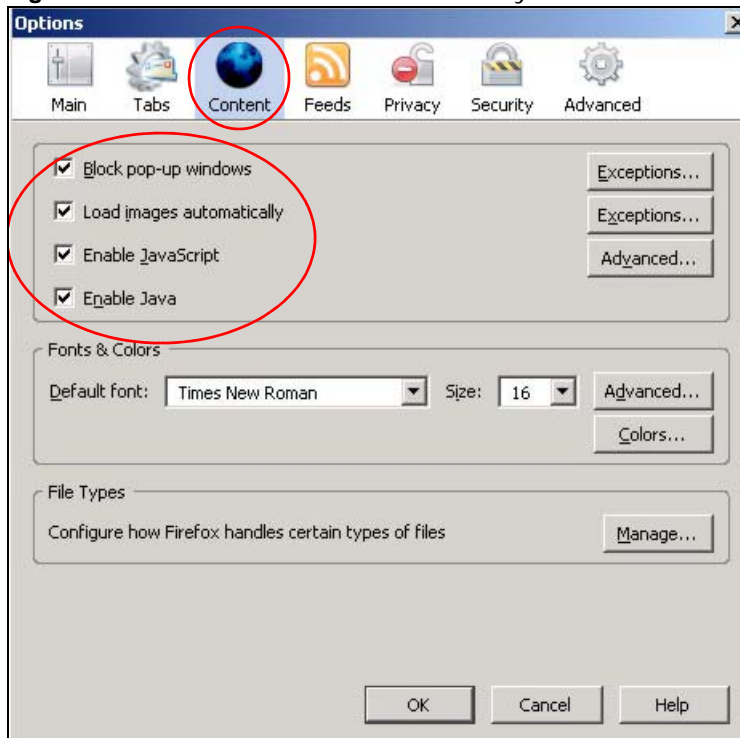 Options
Main Tabs Content Feeds Privacy Security Advanced
Block pop-up windows Exceptions...
Load images automatically Exceptions...
Enable JavaScript Advanced...
Enable Java
Fonts & Colors
Default font: Times New Roman Size: 16 Advanced...
Colors...
File Types
Configure how Firefox handles certain types of files Manage...
OK Cancel Help